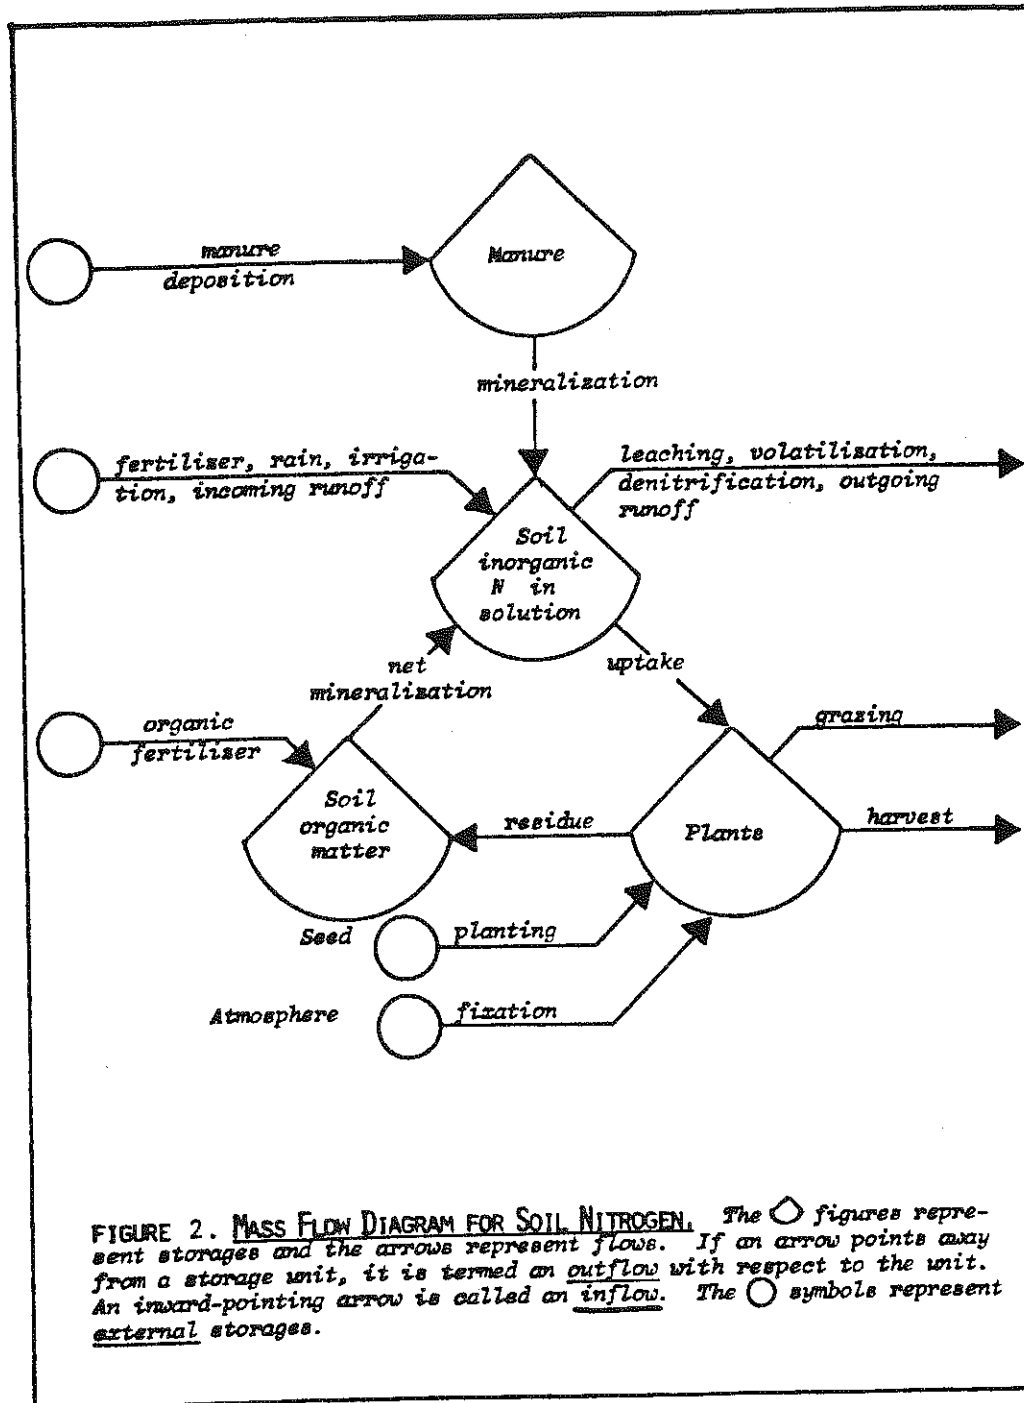 manure
deposition
Manure
mineralization
fertilizer, rain, irriga-
tion, incoming runoff
leaching, volatilization,
denitrification, outgoing
runoff
Soil
inorganic
N in
solution
net
mineralization
uptake
organic
fertilizer
grazing
Soil
organic
matter
residue
Plants
harvest
Seed
planting
Atmosphere
fixation
FIGURE 2. MASS FLOW DIAGRAM FOR SOIL NITROGEN. The figures repre-
sent storages and the arrows represent flows. If an arrow points away
from a storage unit, it is termed an outflow with respect to the unit.
An inward-pointing arrow is called an inflow. The symbols represent
external storages.